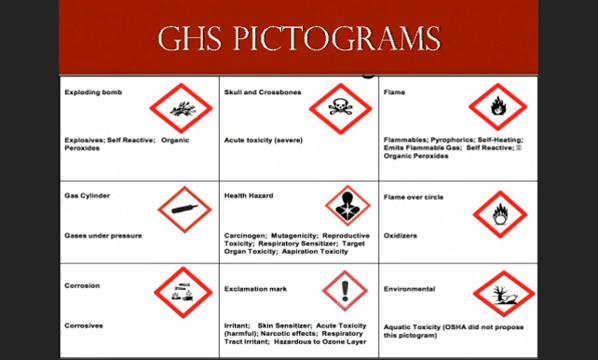 GHS PICTOGRAMS
Exploding bomb
Explosives; Self Reactive; Organic
Peroxides
Skull and Crossbones
Acute toxicity (severe)
Flame
Flammables; Pyrophorics; Self-Heating;
Emits Flammable Gas; Self Reactive;
Organic Peroxides
Gas Cylinder
Gases under pressure
Health Hazard
Carcinogen; Mutagenicity; Reproductive
Toxicity; Respiratory Sensitizer; Target
Organ Toxicity; Aspiration Toxicity
Flame over circle
Oxidizers
Corrosion
Corrosives
Exclamation mark
Irritant; Skin Sensitizer; Acute Toxicity
(harmful); Narcotic effects; Respiratory
Tract Irritant; Hazardous to Ozone Layer
Environmental
Aquatic Toxicity (OSHA did not propose
this pictogram)